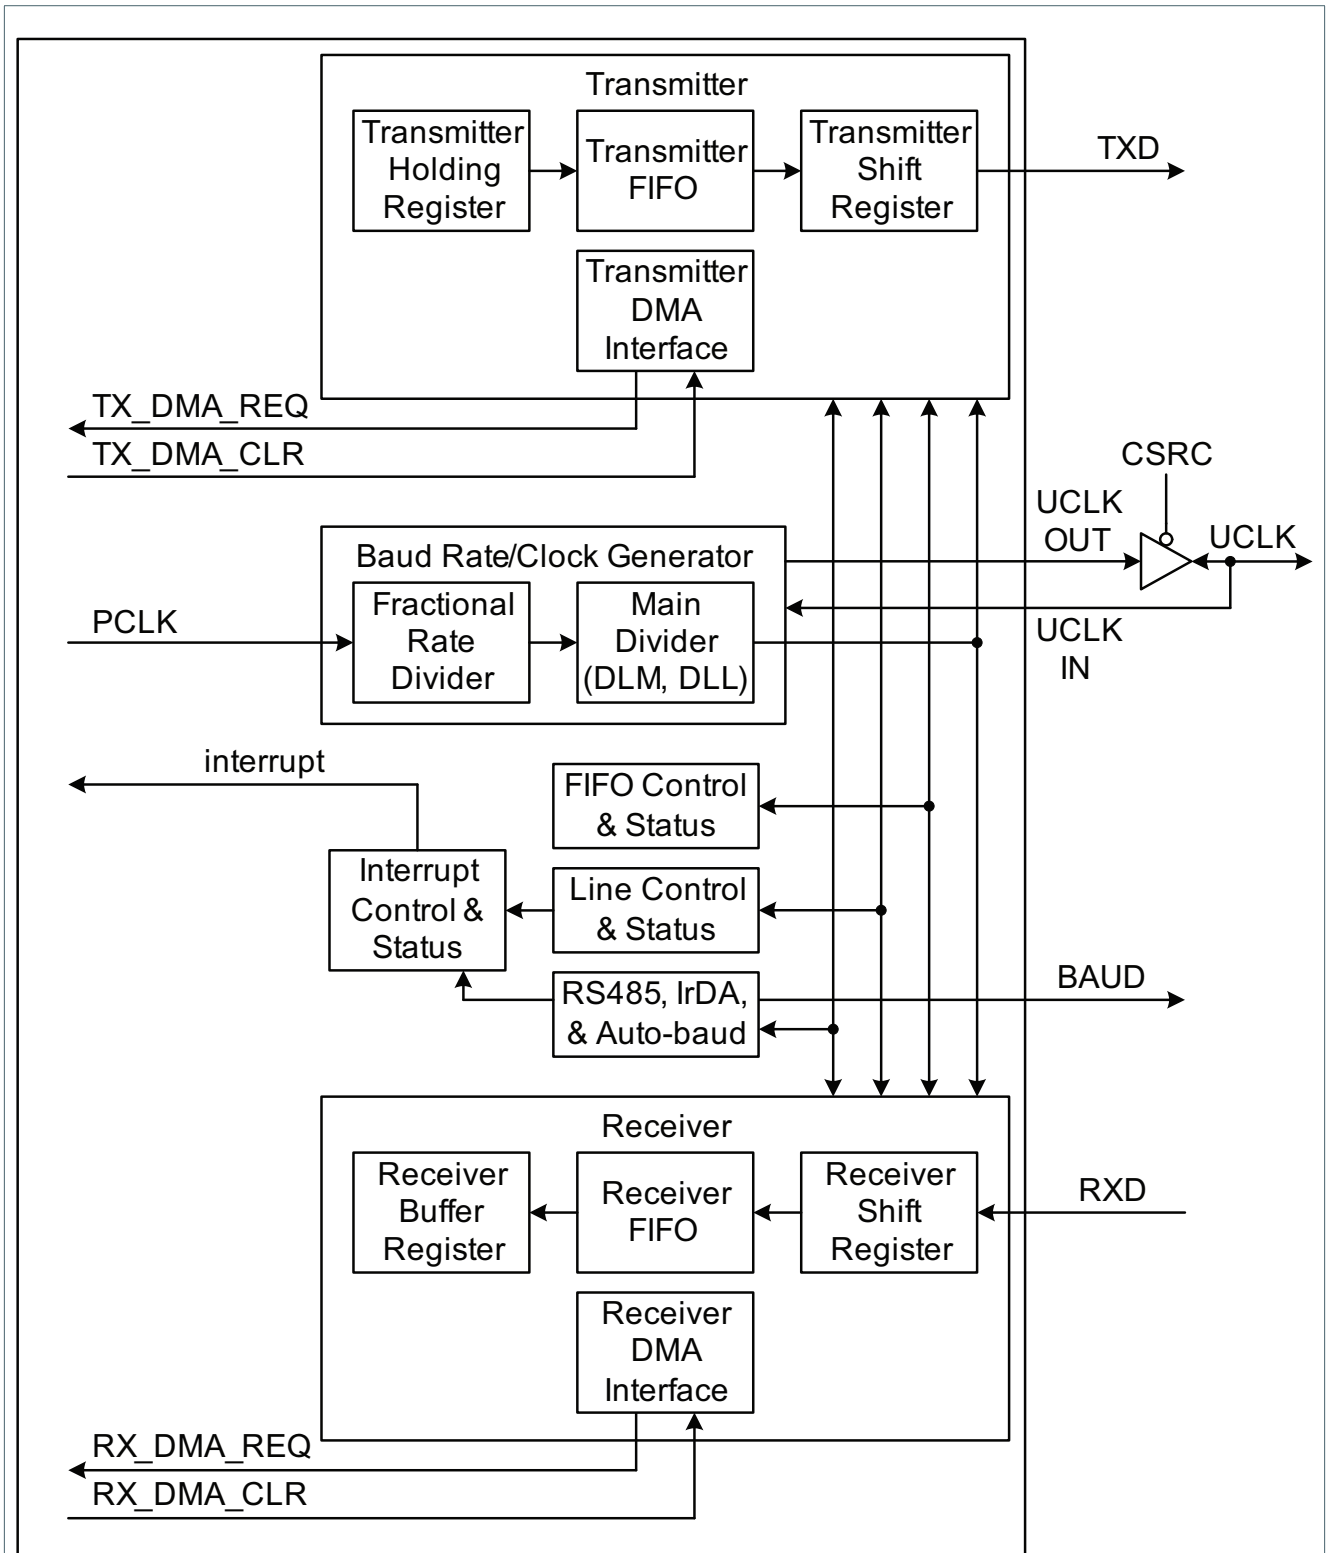 Transmitter
Transmitter
Holding
Register
Transmitter
FIFO
Transmitter
Shift
Register
TXD
Transmitter
DMA
Interface
TX_DMA_REQ
TX_DMA_CLR
CSRC
UCLK
OUT
UCLK
Baud Rate/Clock Generator
PCLK
Fractional
Rate
Divider
Main
Divider
(DLM, DLL)
UCLK
IN
interrupt
FIFO Control
& Status
Interrupt
Control &
Status
Line Control
& Status
RS485, IrDA,
& Auto-baud
BAUD
Receiver
Receiver
Buffer
Register
Receiver
FIFO
Receiver
Shift
Register
RXD
Receiver
DMA
Interface
RX_DMA_REQ
RX_DMA_CLR